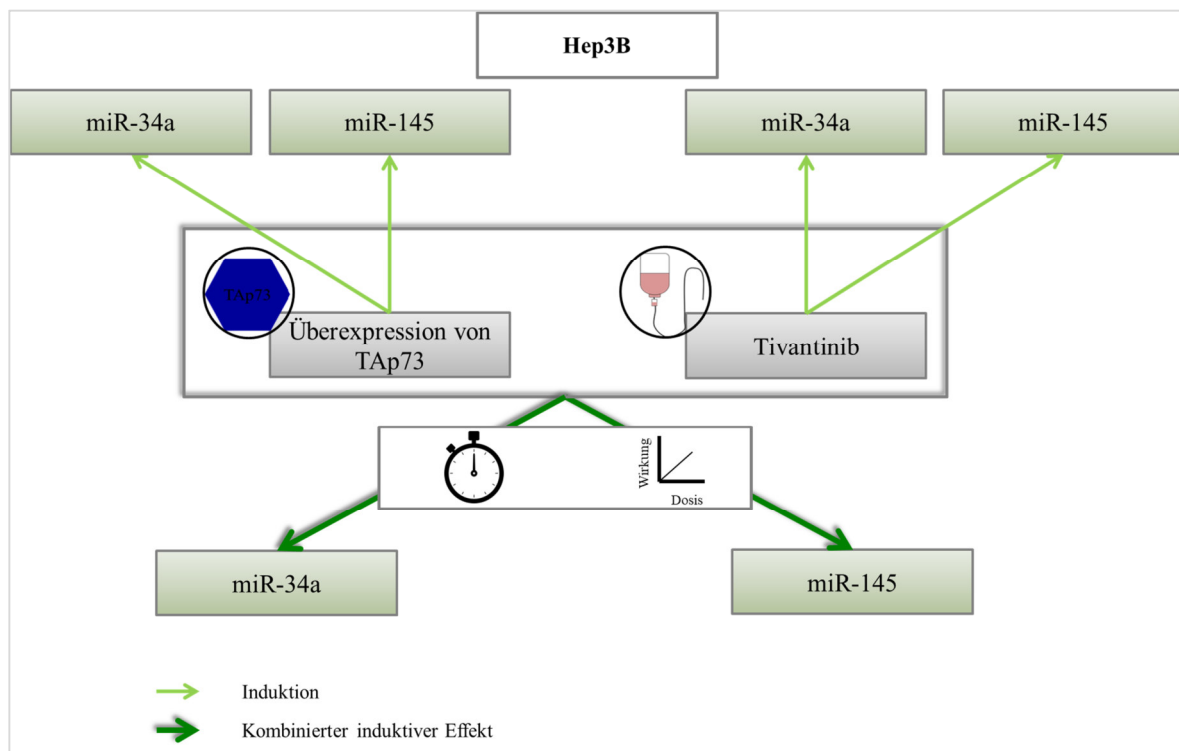 Hep3B
miR-34a
miR-145
miR-34a
miR-145
TAp73
Überexpression von
TAp73
Tivantinib
Wirkung
Dosis
miR-34a
miR-145
Induktion
Kombinierter induktiver Effekt